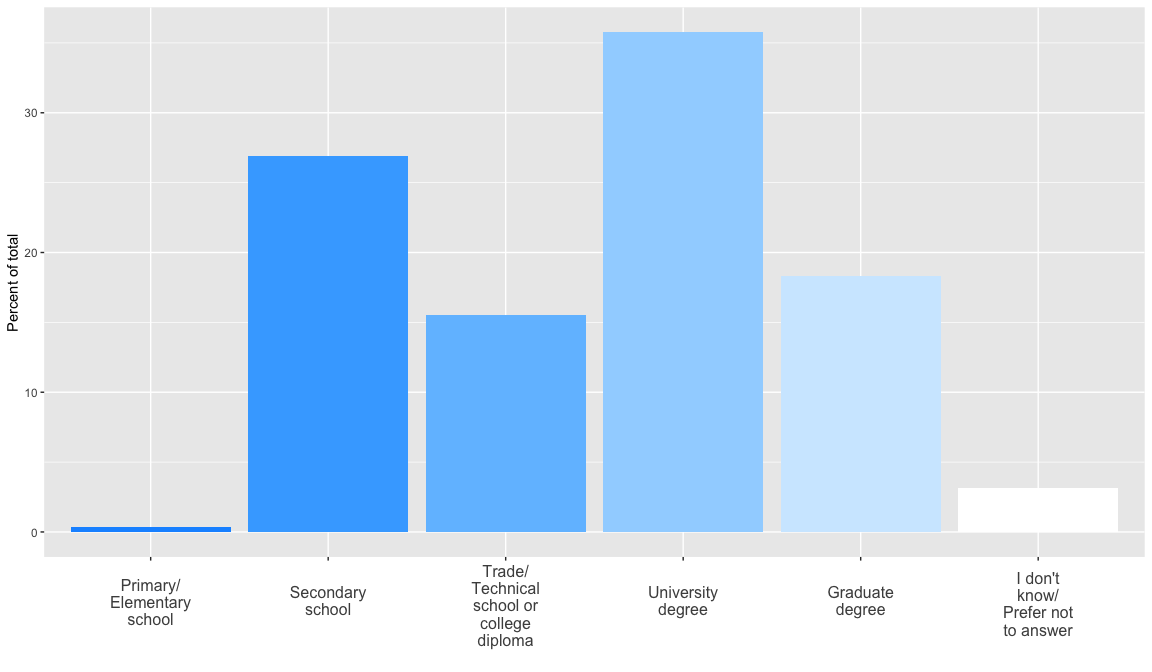 Percent of total
30
20
10
0
Primary/
Elementary
school
Secondary
school
Trade/
Technical
school or
college
diploma
University
degree
Graduate
degree
I don't
know/
Prefer not
to answer